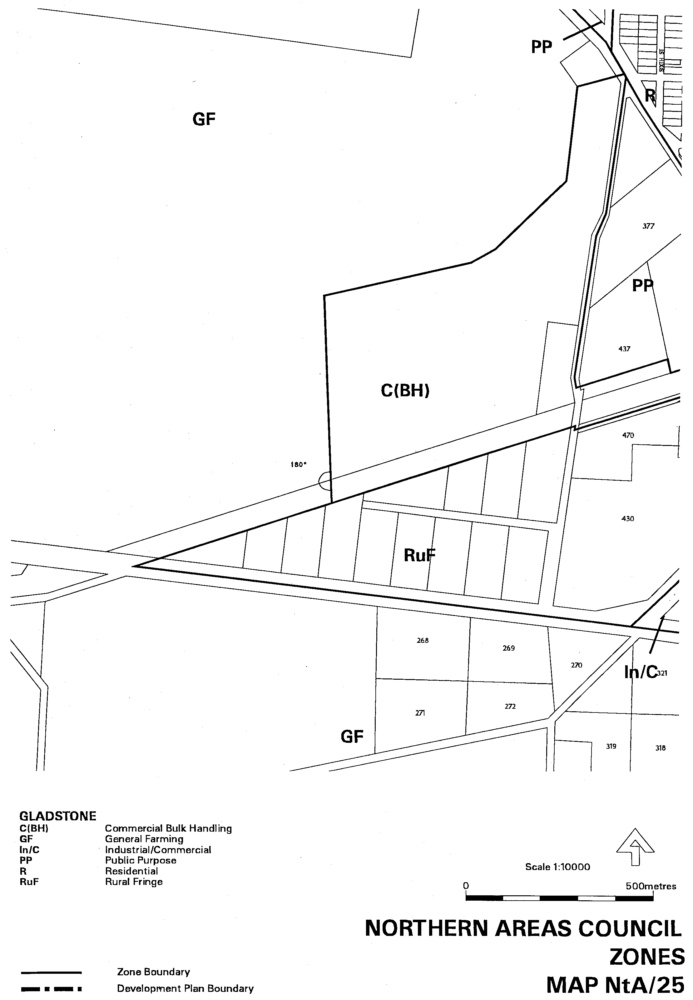 PP
SIXTH ST
R
GF
377
PP
437
C(BH)
470
180°
430
RuF
268
269
270
In/C
321
271
272
GF
319
318
GLADSTONE
C(BH) Commercial Bulk Handling
GF General Farming
In/C Industrial/Commercial
PP Public Purpose
R Residential
RuF Rural Fringe
Scale 1:10000
0 500metres
NORTHERN AREAS COUNCIL
ZONES
MAP NtA/25
Zone Boundary
Development Plan Boundary